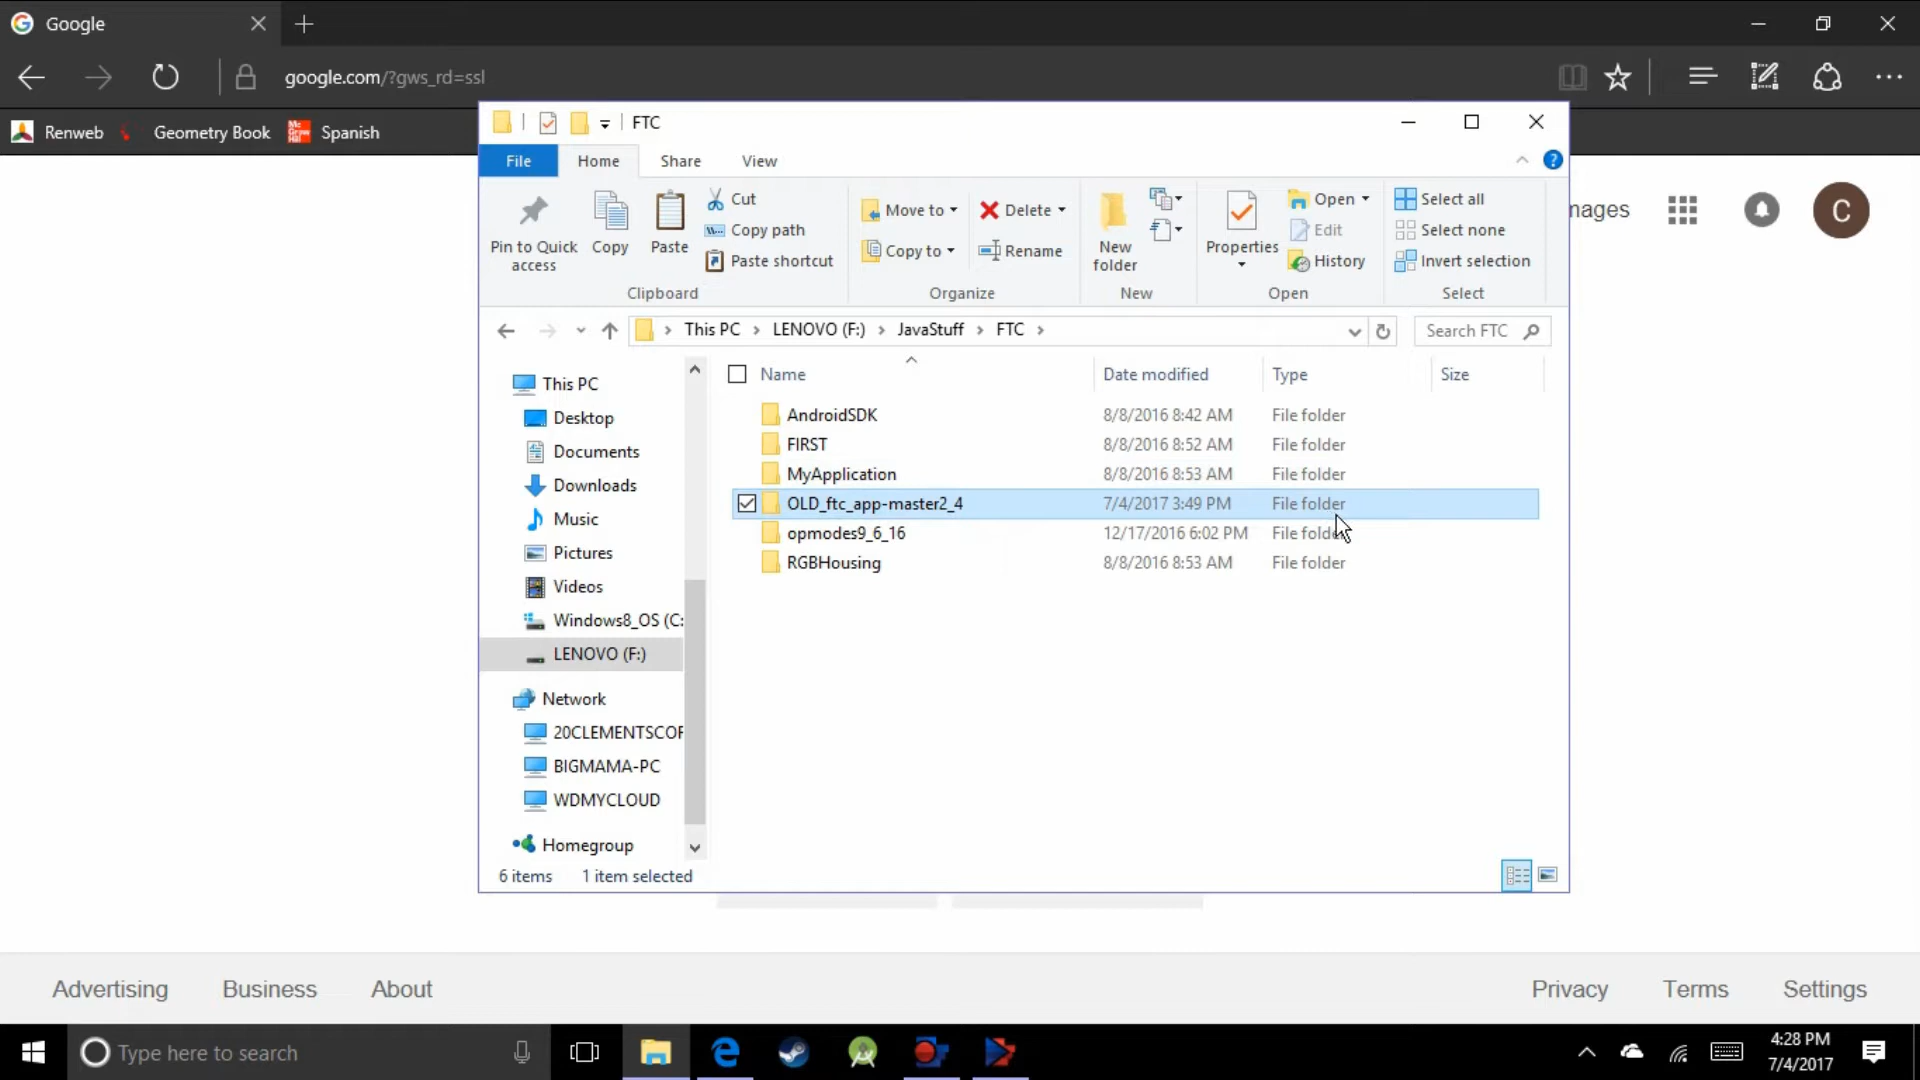 Google
google.com/?gws_rd=ssl
Renweb
Geometry Book
Mc Graw Hill
Spanish
FTC
File
Home
Share
View
Pin to Quick access
Copy
Paste
Cut
Copy path
Paste shortcut
Clipboard
Move to
Copy to
Delete
Rename
Organize
New folder
New
Properties
Open
Edit
History
Open
Select all
Select none
Invert selection
Select
This PC > LENOVO (F:) > JavaStuff > FTC >
Search FTC
This PC
Desktop
Documents
Downloads
Music
Pictures
Videos
Windows8_OS (C:
LENOVO (F:)
Network
20CLEMENTSCOF
BIGMAMA-PC
WDMYCLOUD
Homegroup
Name Date modified Type Size
AndroidSDK 8/8/2016 8:42 AM File folder
FIRST 8/8/2016 8:52 AM File folder
MyApplication 8/8/2016 8:53 AM File folder
OLD_ftc_app-master2_4 7/4/2017 3:49 PM File folder
opmodes9_6_16 12/17/2016 6:02 PM File folder
RGBHousing 8/8/2016 8:53 AM File folder
6 items 1 item selected
mages
C
Advertising Business About
Privacy Terms Settings
Type here to search
4:28 PM
7/4/2017